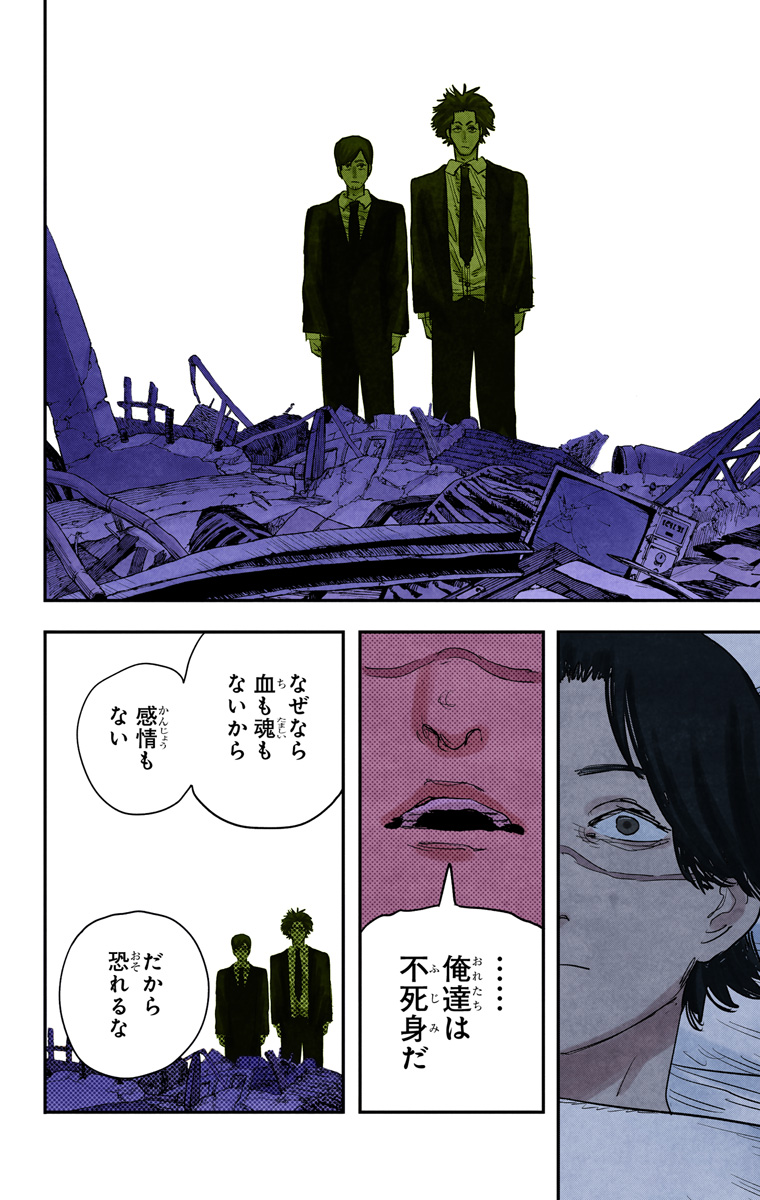 ……
俺達は
不死身だ
なぜなら
血も魂も
ないから
感情も
ない
だから
恐れるな